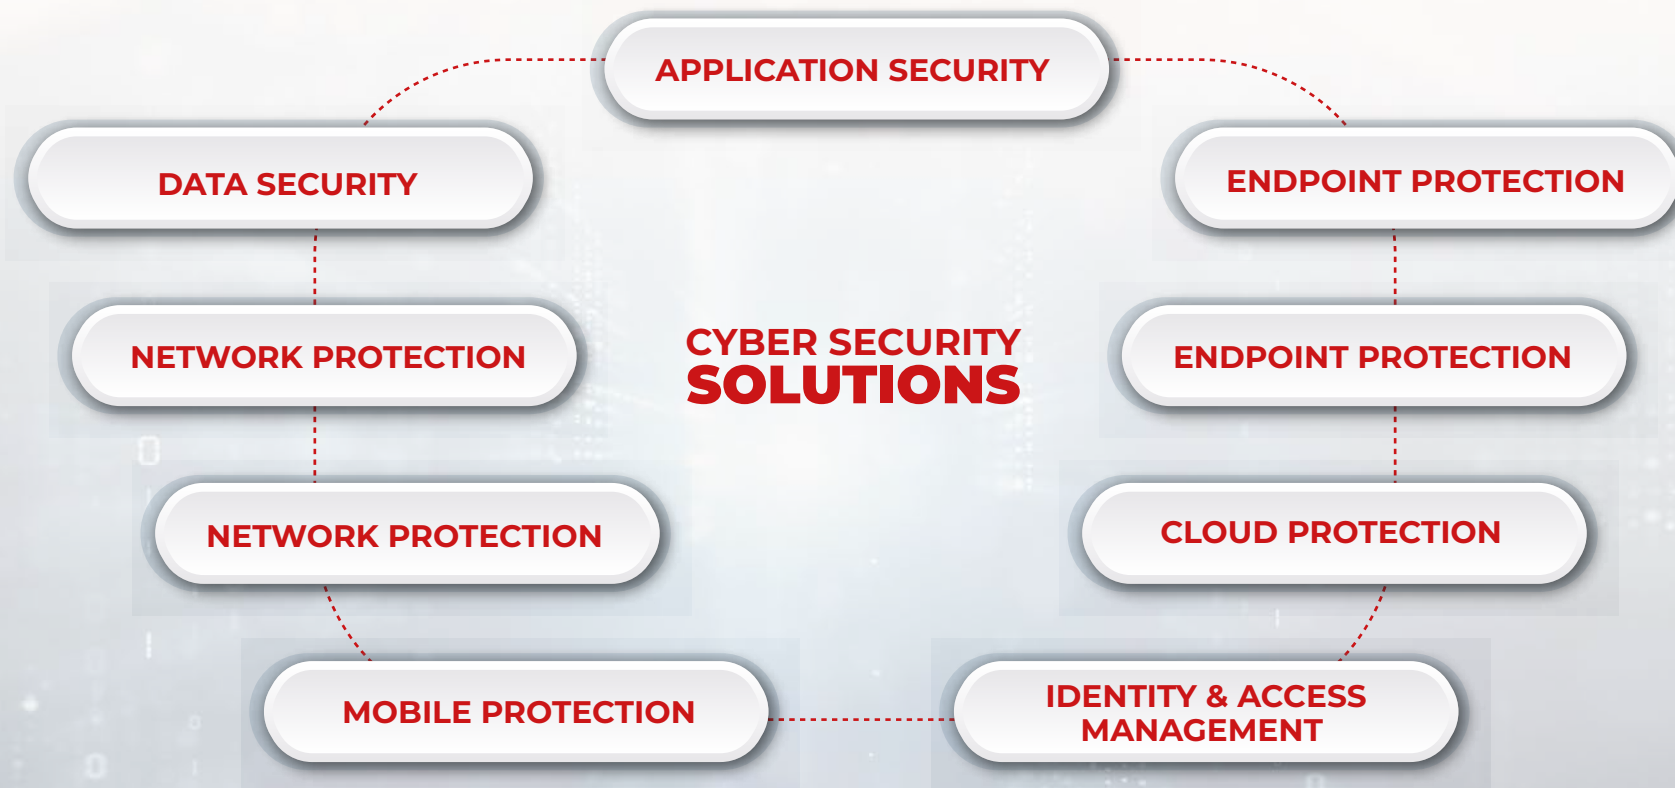 APPLICATION SECURITY
DATA SECURITY
ENDPOINT PROTECTION
NETWORK PROTECTION
CYBER SECURITY
SOLUTIONS
ENDPOINT PROTECTION
NETWORK PROTECTION
CLOUD PROTECTION
MOBILE PROTECTION
IDENTITY & ACCESS
MANAGEMENT